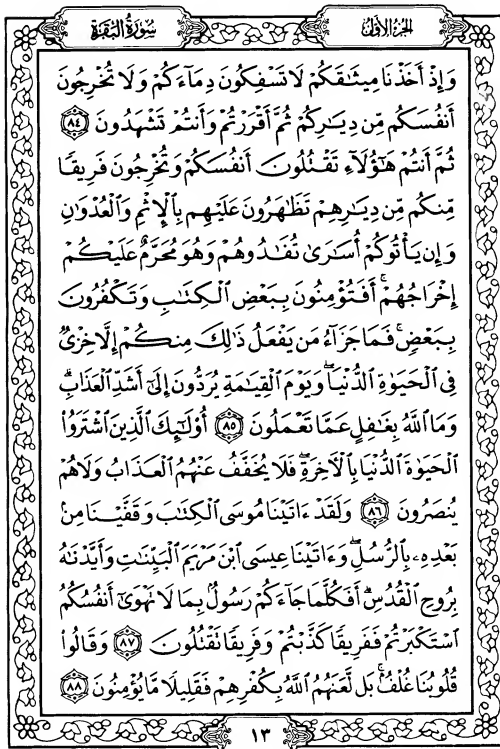 الجزء الأول
سورة البقرة
وَإِذْ أَخَذْنَا مِيثَـٰقَكُمْ لَا تَسْفِكُونَ دِمَآءَكُمْ وَلَا تُخْرِجُونَ
أَنفُسَكُم مِّن دِيَـٰرِكُمْ ثُمَّ أَقْرَرْتُمْ وَأَنتُمْ تَشْهَدُونَ ٨٤
ثُمَّ أَنتُمْ هَـٰٓؤُلَآءِ تَقْتُلُونَ أَنفُسَكُمْ وَتُخْرِجُونَ فَرِيقًا
مِّنكُم مِّن دِيَـٰرِهِمْ تَظَـٰهَرُونَ عَلَيْهِم بِٱلْإِثْمِ وَٱلْعُدْوَٰنِ
وَإِن يَأْتُوكُمْ أُسَـٰرَىٰ تُفَـٰدُوهُمْ وَهُوَ مُحَرَّمٌ عَلَيْكُمْ
إِخْرَاجُهُمْ ۚ أَفَتُؤْمِنُونَ بِبَعْضِ ٱلْكِتَـٰبِ وَتَكْفُرُونَ
بِبَعْضٍ ۚ فَمَا جَزَآءُ مَن يَفْعَلُ ذَٰلِكَ مِنكُمْ إِلَّا خِزْىٌ
فِى ٱلْحَيَوٰةِ ٱلدُّنْيَا ۖ وَيَوْمَ ٱلْقِيَـٰمَةِ يُرَدُّونَ إِلَىٰٓ أَشَدِّ ٱلْعَذَابِ ۗ
وَمَا ٱللَّهُ بِغَـٰفِلٍ عَمَّا تَعْمَلُونَ ٨٥ أُو۟لَـٰٓئِكَ ٱلَّذِينَ ٱشْتَرَوُا۟
ٱلْحَيَوٰةَ ٱلدُّنْيَا بِٱلْـَٔاخِرَةِ ۖ فَلَا يُخَفَّفُ عَنْهُمُ ٱلْعَذَابُ وَلَا هُمْ
يُنصَرُونَ ٨٦ وَلَقَدْ ءَاتَيْنَا مُوسَى ٱلْكِتَـٰبَ وَقَفَّيْنَا مِنۢ
بَعْدِهِۦ بِٱلرُّسُلِ ۖ وَءَاتَيْنَا عِيسَى ٱبْنَ مَرْيَمَ ٱلْبَيِّنَـٰتِ وَأَيَّدْنَـٰهُ
بِرُوحِ ٱلْقُدُسِ ۗ أَفَكُلَّمَا جَآءَكُمْ رَسُولٌۢ بِمَا لَا تَهْوَىٰٓ أَنفُسُكُمُ
ٱسْتَكْبَرْتُمْ فَفَرِيقًا كَذَّبْتُمْ وَفَرِيقًا تَقْتُلُونَ ٨٧ وَقَالُوا۟
قُلُوبُنَا غُلْفٌۢ ۚ بَل لَّعَنَهُمُ ٱللَّهُ بِكُفْرِهِمْ فَقَلِيلًا مَّا يُؤْمِنُونَ ٨٨
١٣